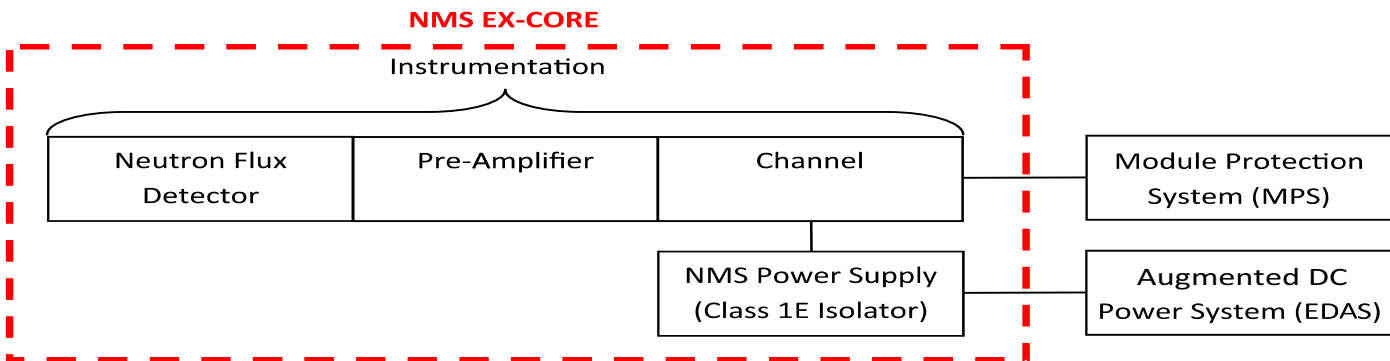 NMS EX-CORE
Instrumentation
Neutron Flux
Detector
Pre-Amplifier
Channel
Module Protection
System (MPS)
NMS Power Supply
(Class 1E Isolator)
Augmented DC
Power System (EDAS)